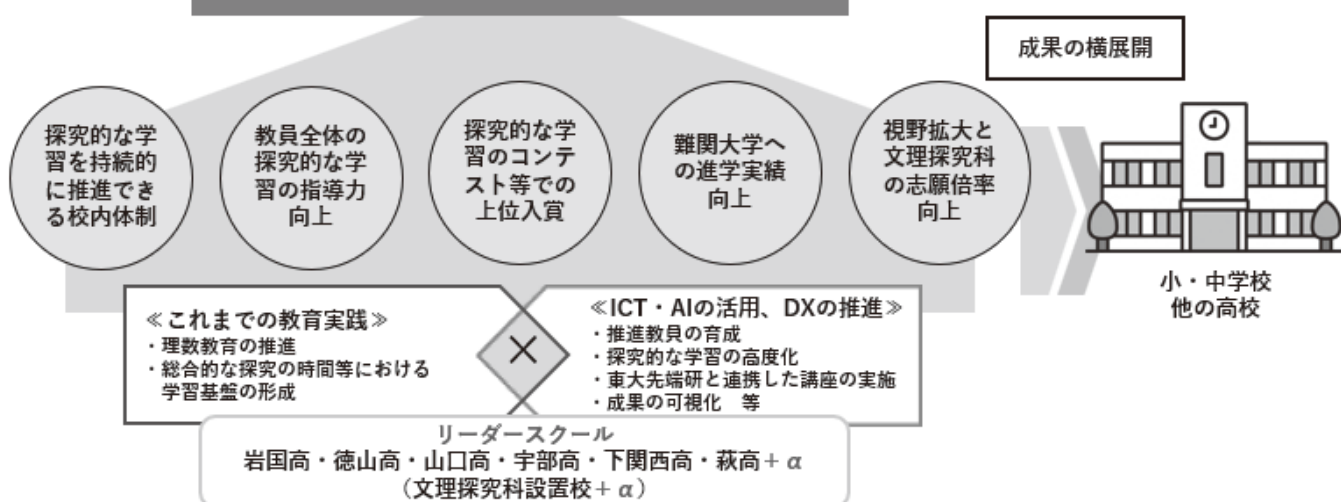 成果の横展開
探究的な学
習を持続的
に推進でき
る校内体制
教員全体の
探究的な学
習の指導力
向上
探究的な学
習のコンテ
スト等での
上位入賞
難関大学へ
の進学実績
向上
視野拡大と
文理探究科
の志願倍率
向上
小・中学校
他の高校
≪これまでの教育実践≫
・理数教育の推進
・総合的な探究の時間等における
学習基盤の形成
×
≪ICT・AIの活用、DXの推進≫
・推進教員の育成
・探究的な学習の高度化
・東大先端研と連携した講座の実施
・成果の可視化　等
リーダースクール
岩国高・徳山高・山口高・宇部高・下関西高・萩高＋α
（文理探究科設置校＋α）